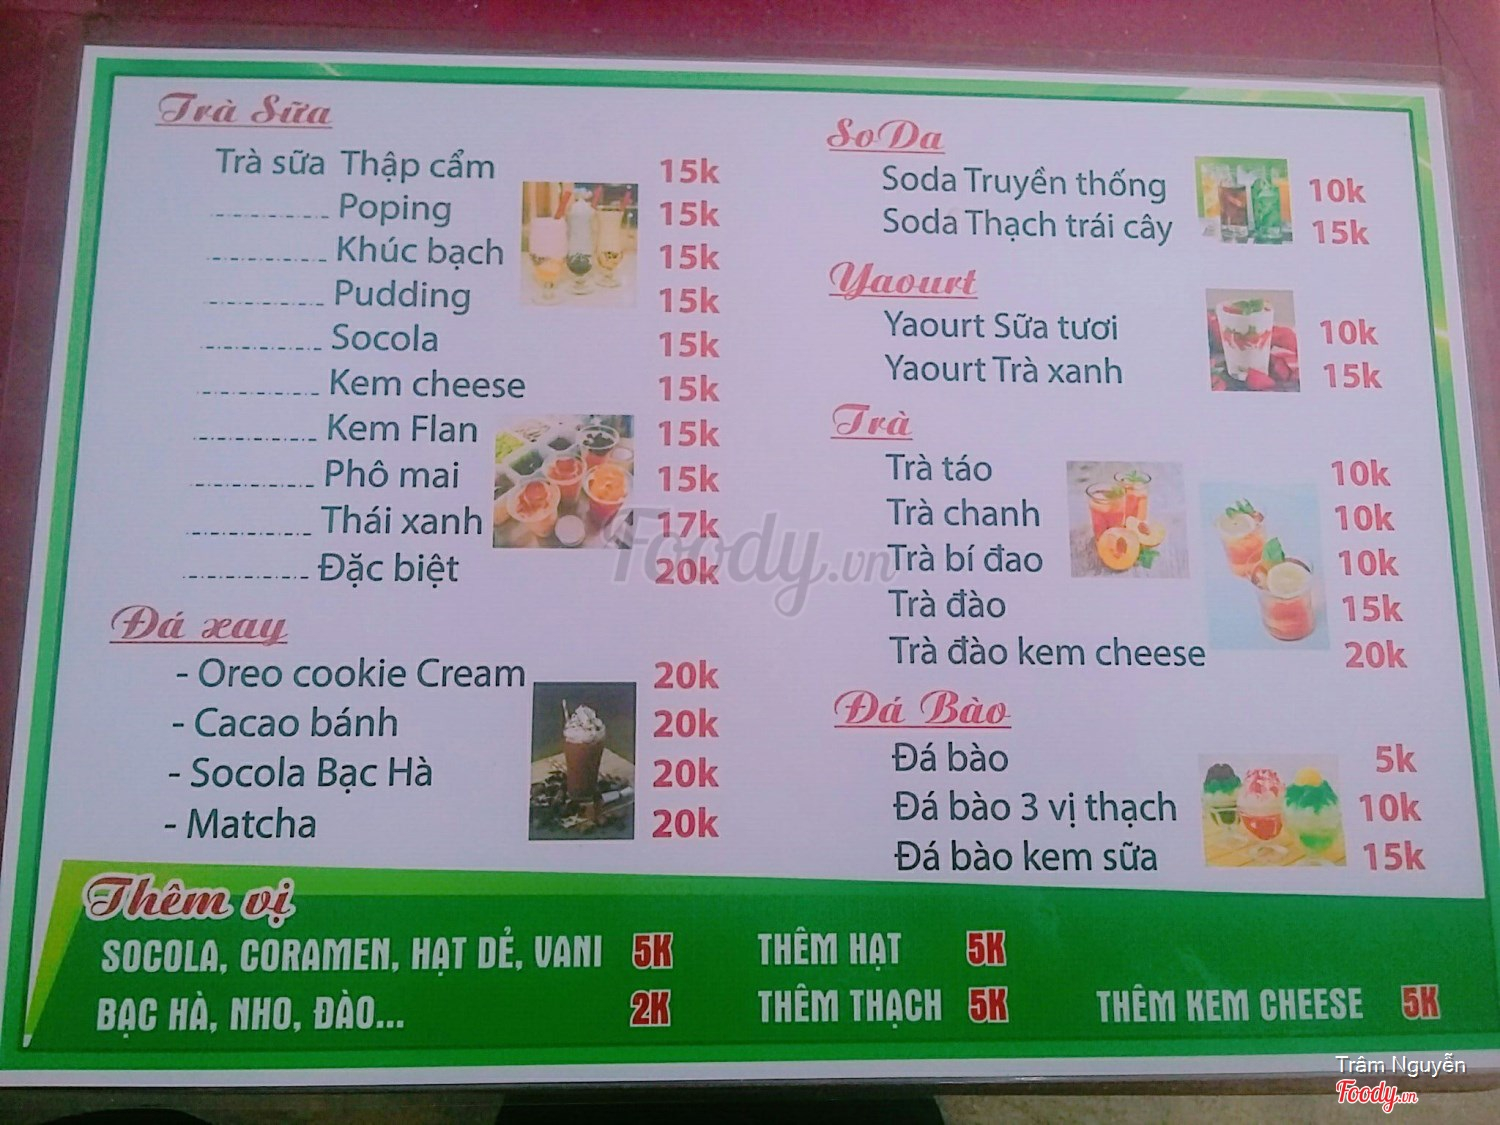 Trà Sữa
Trà sữa Thập cẩm 15k
Poping 15k
Khúc bạch 15k
Pudding 15k
Socola 15k
Kem cheese 15k
Kem Flan 15k
Phô mai 15k
Thái xanh 17k
Đặc biệt 20k
Đá xay
- Oreo cookie Cream 20k
- Cacao bánh 20k
- Socola Bạc Hà 20k
- Matcha 20k
SoDa
Soda Truyền thống 10k
Soda Thạch trái cây 15k
Yaourt
Yaourt Sữa tươi 10k
Yaourt Trà xanh 15k
Trà
Trà táo 10k
Trà chanh 10k
Trà bí đao 10k
Trà đào 15k
Trà đào kem cheese 20k
Đá Bào
Đá bào 5k
Đá bào 3 vị thạch 10k
Đá bào kem sữa 15k
Thêm vị
SOCOLA, CORAMEN, HẠT DẺ, VANI 5K
BẠC HÀ, NHO, ĐÀO... 2K
THÊM HẠT 5K
THÊM THẠCH 5K
THÊM KEM CHEESE 5K
Foody.vn
Trâm Nguyễn
Foody.vn